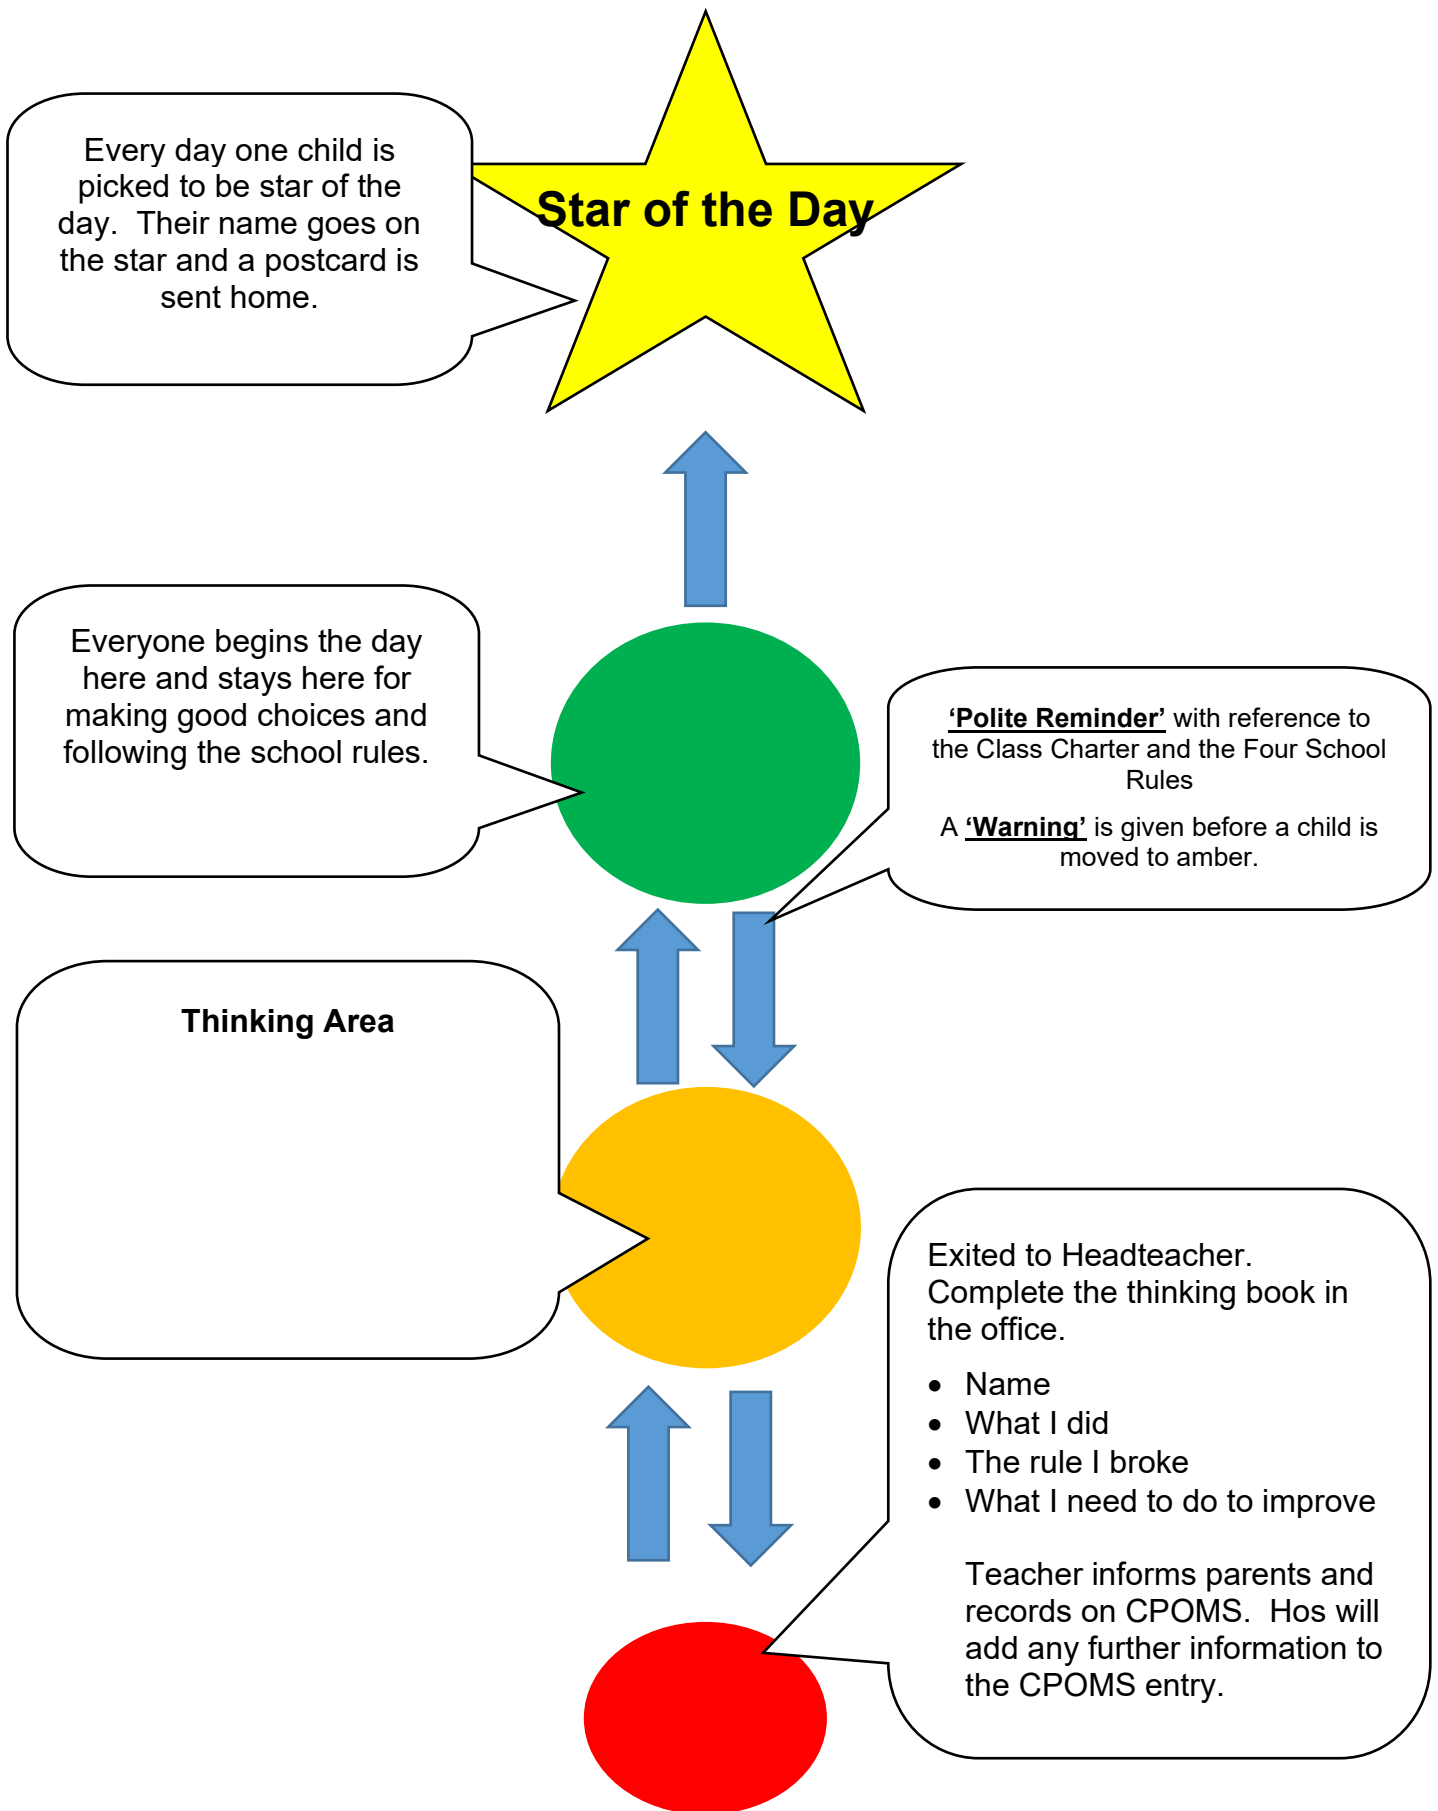 Every day one child is
picked to be star of the
day.  Their name goes on
the star and a postcard is
sent home.
Star of the Day
Everyone begins the day
here and stays here for
making good choices and
following the school rules.
‘Polite Reminder’ with reference to
the Class Charter and the Four School
Rules
A ‘Warning’ is given before a child is
moved to amber.
Thinking Area
Exited to Headteacher.
Complete the thinking book in
the office.
• Name
• What I did
• The rule I broke
• What I need to do to improve
Teacher informs parents and
records on CPOMS.  Hos will
add any further information to
the CPOMS entry.